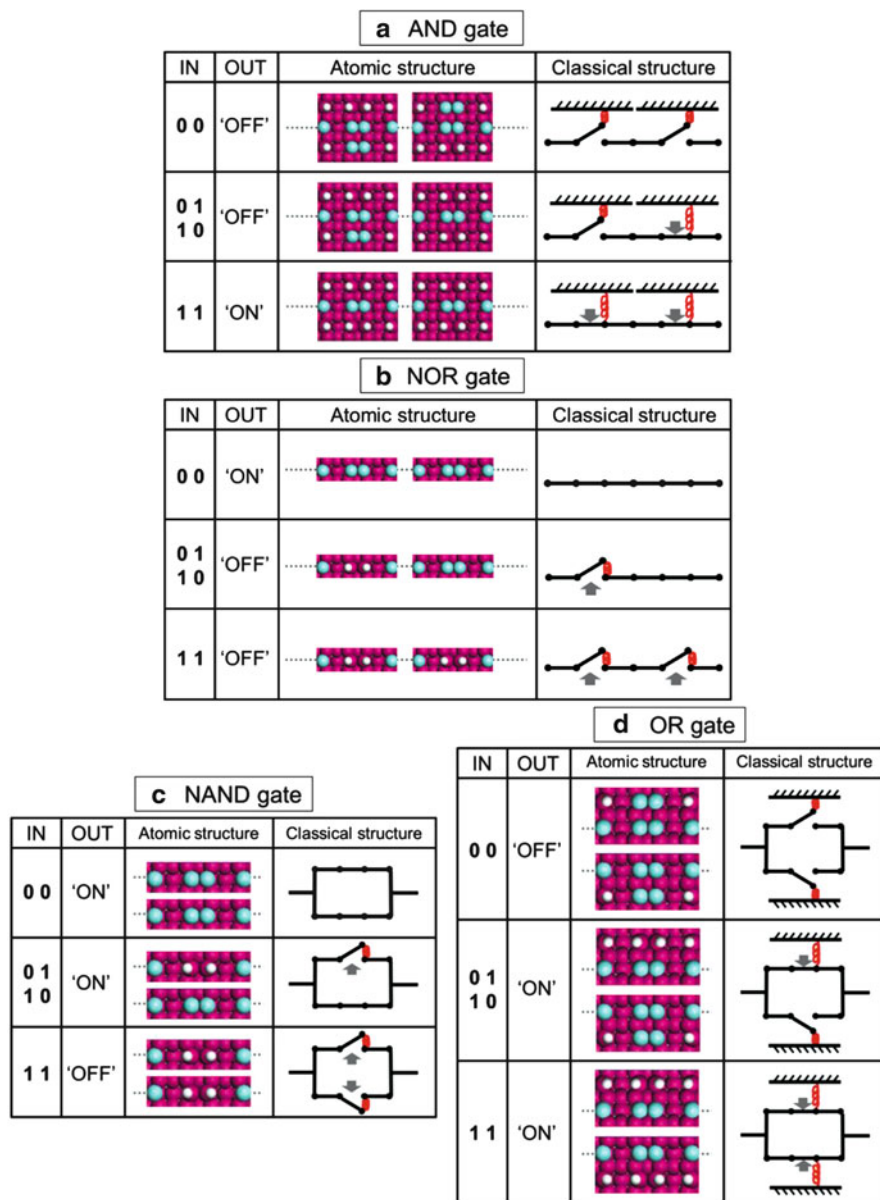 a AND gate
IN OUT Atomic structure Classical structure
0 0 ‘OFF’
0 1
1 0 ‘OFF’
1 1 ‘ON’
b NOR gate
IN OUT Atomic structure Classical structure
0 0 ‘ON’
0 1
1 0 ‘OFF’
1 1 ‘OFF’
c NAND gate
IN OUT Atomic structure Classical structure
0 0 ‘ON’
0 1
1 0 ‘ON’
1 1 ‘OFF’
d OR gate
IN OUT Atomic structure Classical structure
0 0 ‘OFF’
0 1
1 0 ‘ON’
1 1 ‘ON’